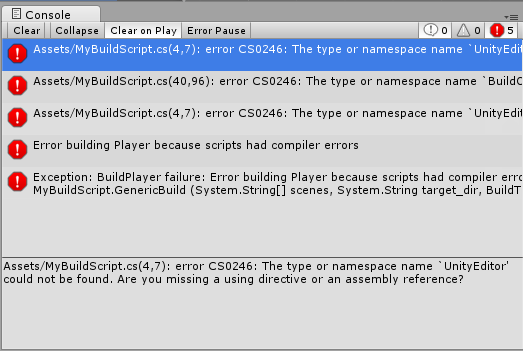 Console
Clear Collapse Clear on Play Error Pause 0 0 5
Assets/MyBuildScript.cs(4,7): error CS0246: The type or namespace name `UnityEdit
Assets/MyBuildScript.cs(40,96): error CS0246: The type or namespace name `BuildO
Assets/MyBuildScript.cs(4,7): error CS0246: The type or namespace name `UnityEdit
Error building Player because scripts had compiler errors
Exception: BuildPlayer failure: Error building Player because scripts had compiler erro
MyBuildScript.GenericBuild (System.String[] scenes, System.String target_dir, BuildT
Assets/MyBuildScript.cs(4,7): error CS0246: The type or namespace name `UnityEditor'
could not be found. Are you missing a using directive or an assembly reference?